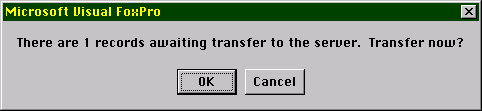 Microsoft Visual FoxPro
There are 1 records awaiting transfer to the server.  Transfer now?
OK
Cancel